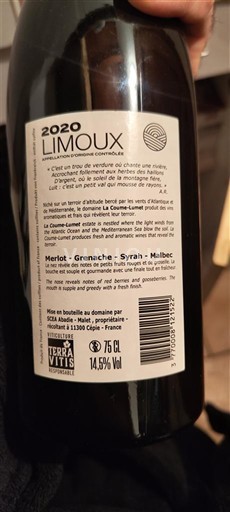 2020
LIMOUX
APPELLATION D'ORIGINE CONTRÔLÉE
« C'est un trou de verdure où chante une rivière,
Accrochant follement aux herbes des haillons
D'argent, où le soleil de la montagne fière,
Luit : c'est un petit val qui mousse de rayons. »
A.R.
Niché sur un terroir d'altitude bercé par les vents d'Atlantique et
de Méditerranée, le domaine La Coume-Lumet produit des vins
aromatiques et frais qui révèlent leur terroir.
La Coume-Lumet estate is nestled where the light winds from
the Atlantic Ocean and the Mediterranean Sea blow the soil. La
Coume-Lumet produces fresh and aromatic wines that reveal the
terroir.
Merlot - Grenache - Syrah - Malbec
Le nez révèle des notes de petits fruits rouges et de groseille. La
bouche est souple et gourmande avec une finale tout en fraîcheur.
The nose reveals notes of red berries and gooseberries. The
mouth is supple and greedy with a fresh finish.
Mise en bouteille au domaine par
SCEA Abadie - Malet, propriétaire -
récoltant à 11300 Cépie - France
VITICULTURE
TERRA
VITIS
RESPONSABLE
75 CL
14,5% Vol
3 770008 121522